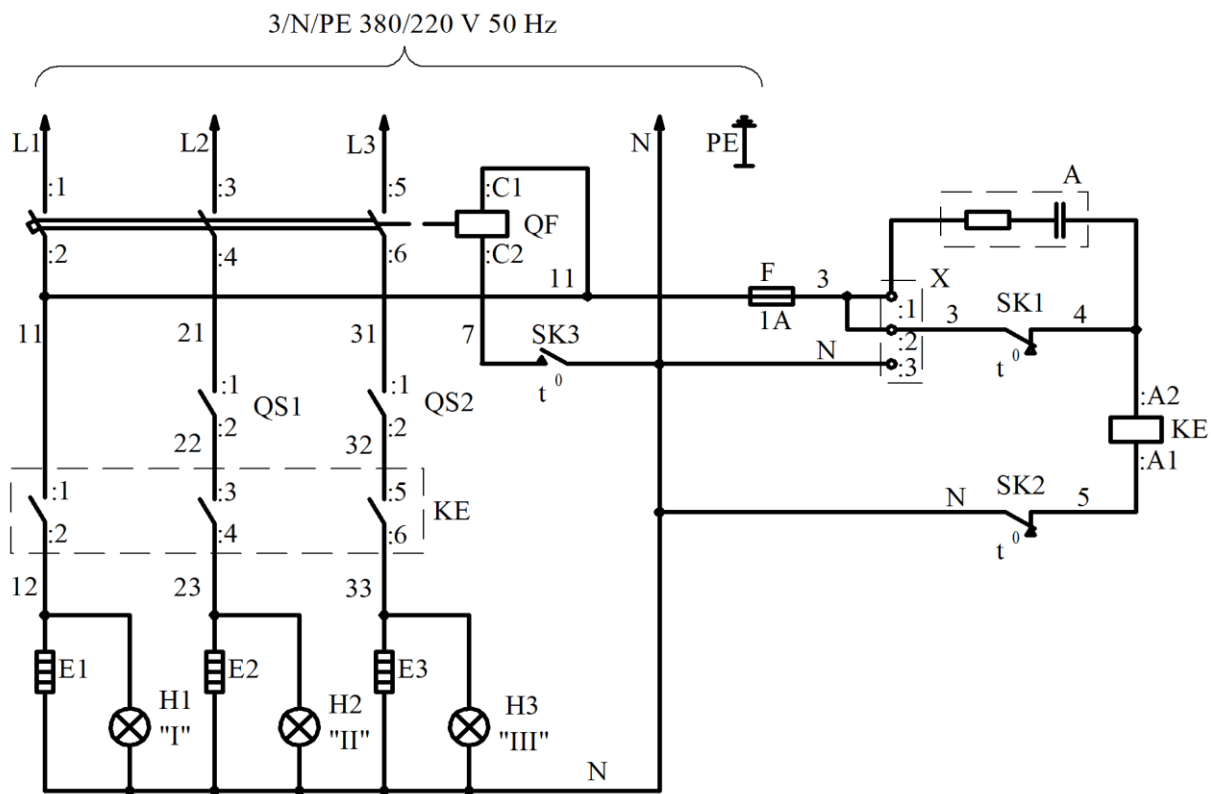 3/N/PE 380/220 V 50 Hz
L1 L2 L3 N PE
:1 :3 :5 :C1 A
QF
:2 :4 :6 :C2 11 F 3 X
1A :1
11 21 31 7 SK3 N 3 SK1 4
:2
:3
t⁰ t⁰
:1 QS1 :1 QS2 :A2
:2 :2 KE
22 32 :A1
:1 :3 :5 KE N SK2 5
:2 :4 :6
t⁰
12 23 33
E1 E2 E3
H1 H2 H3
"I" "II" "III"
N